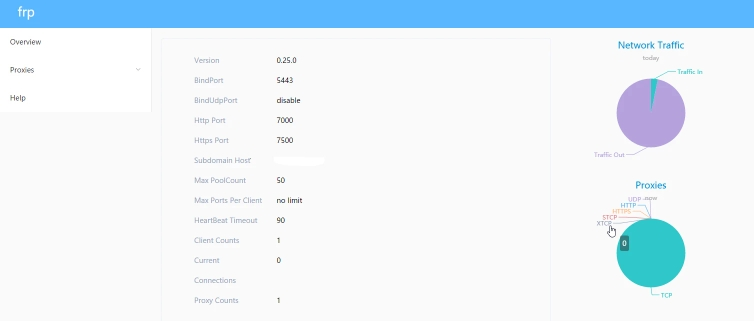 frp
Overview
Proxies
Help
Version 0.25.0
BindPort 5443
BindUdpPort disable
Http Port 7000
Https Port 7500
Subdomain Host
Max PoolCount 50
Max Ports Per Client no limit
HeartBeat Timeout 90
Client Counts 1
Current 0
Connections
Proxy Counts 1
Network Traffic
today
Traffic In
Traffic Out
Proxies
now
UDP
HTTP
HTTPS
STCP
XTCP
0
TCP